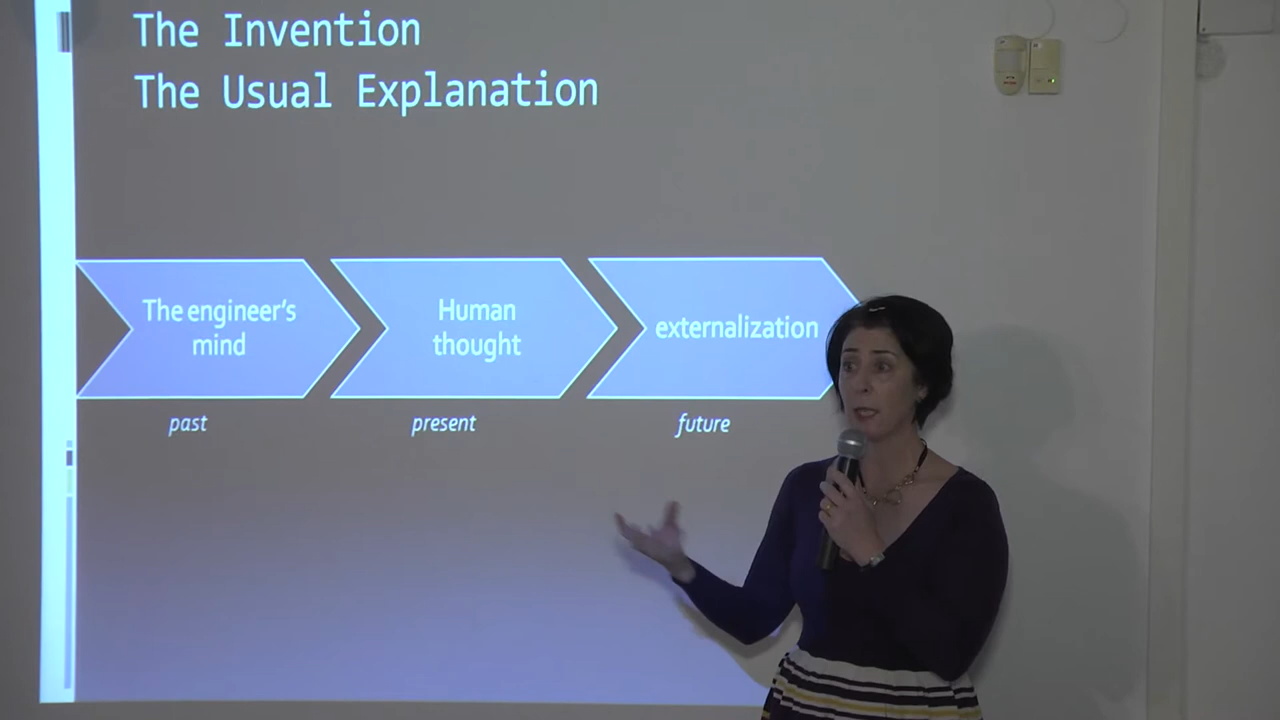 The Invention
The Usual Explanation
The engineer's
mind
Human
thought
externalization
past
present
future